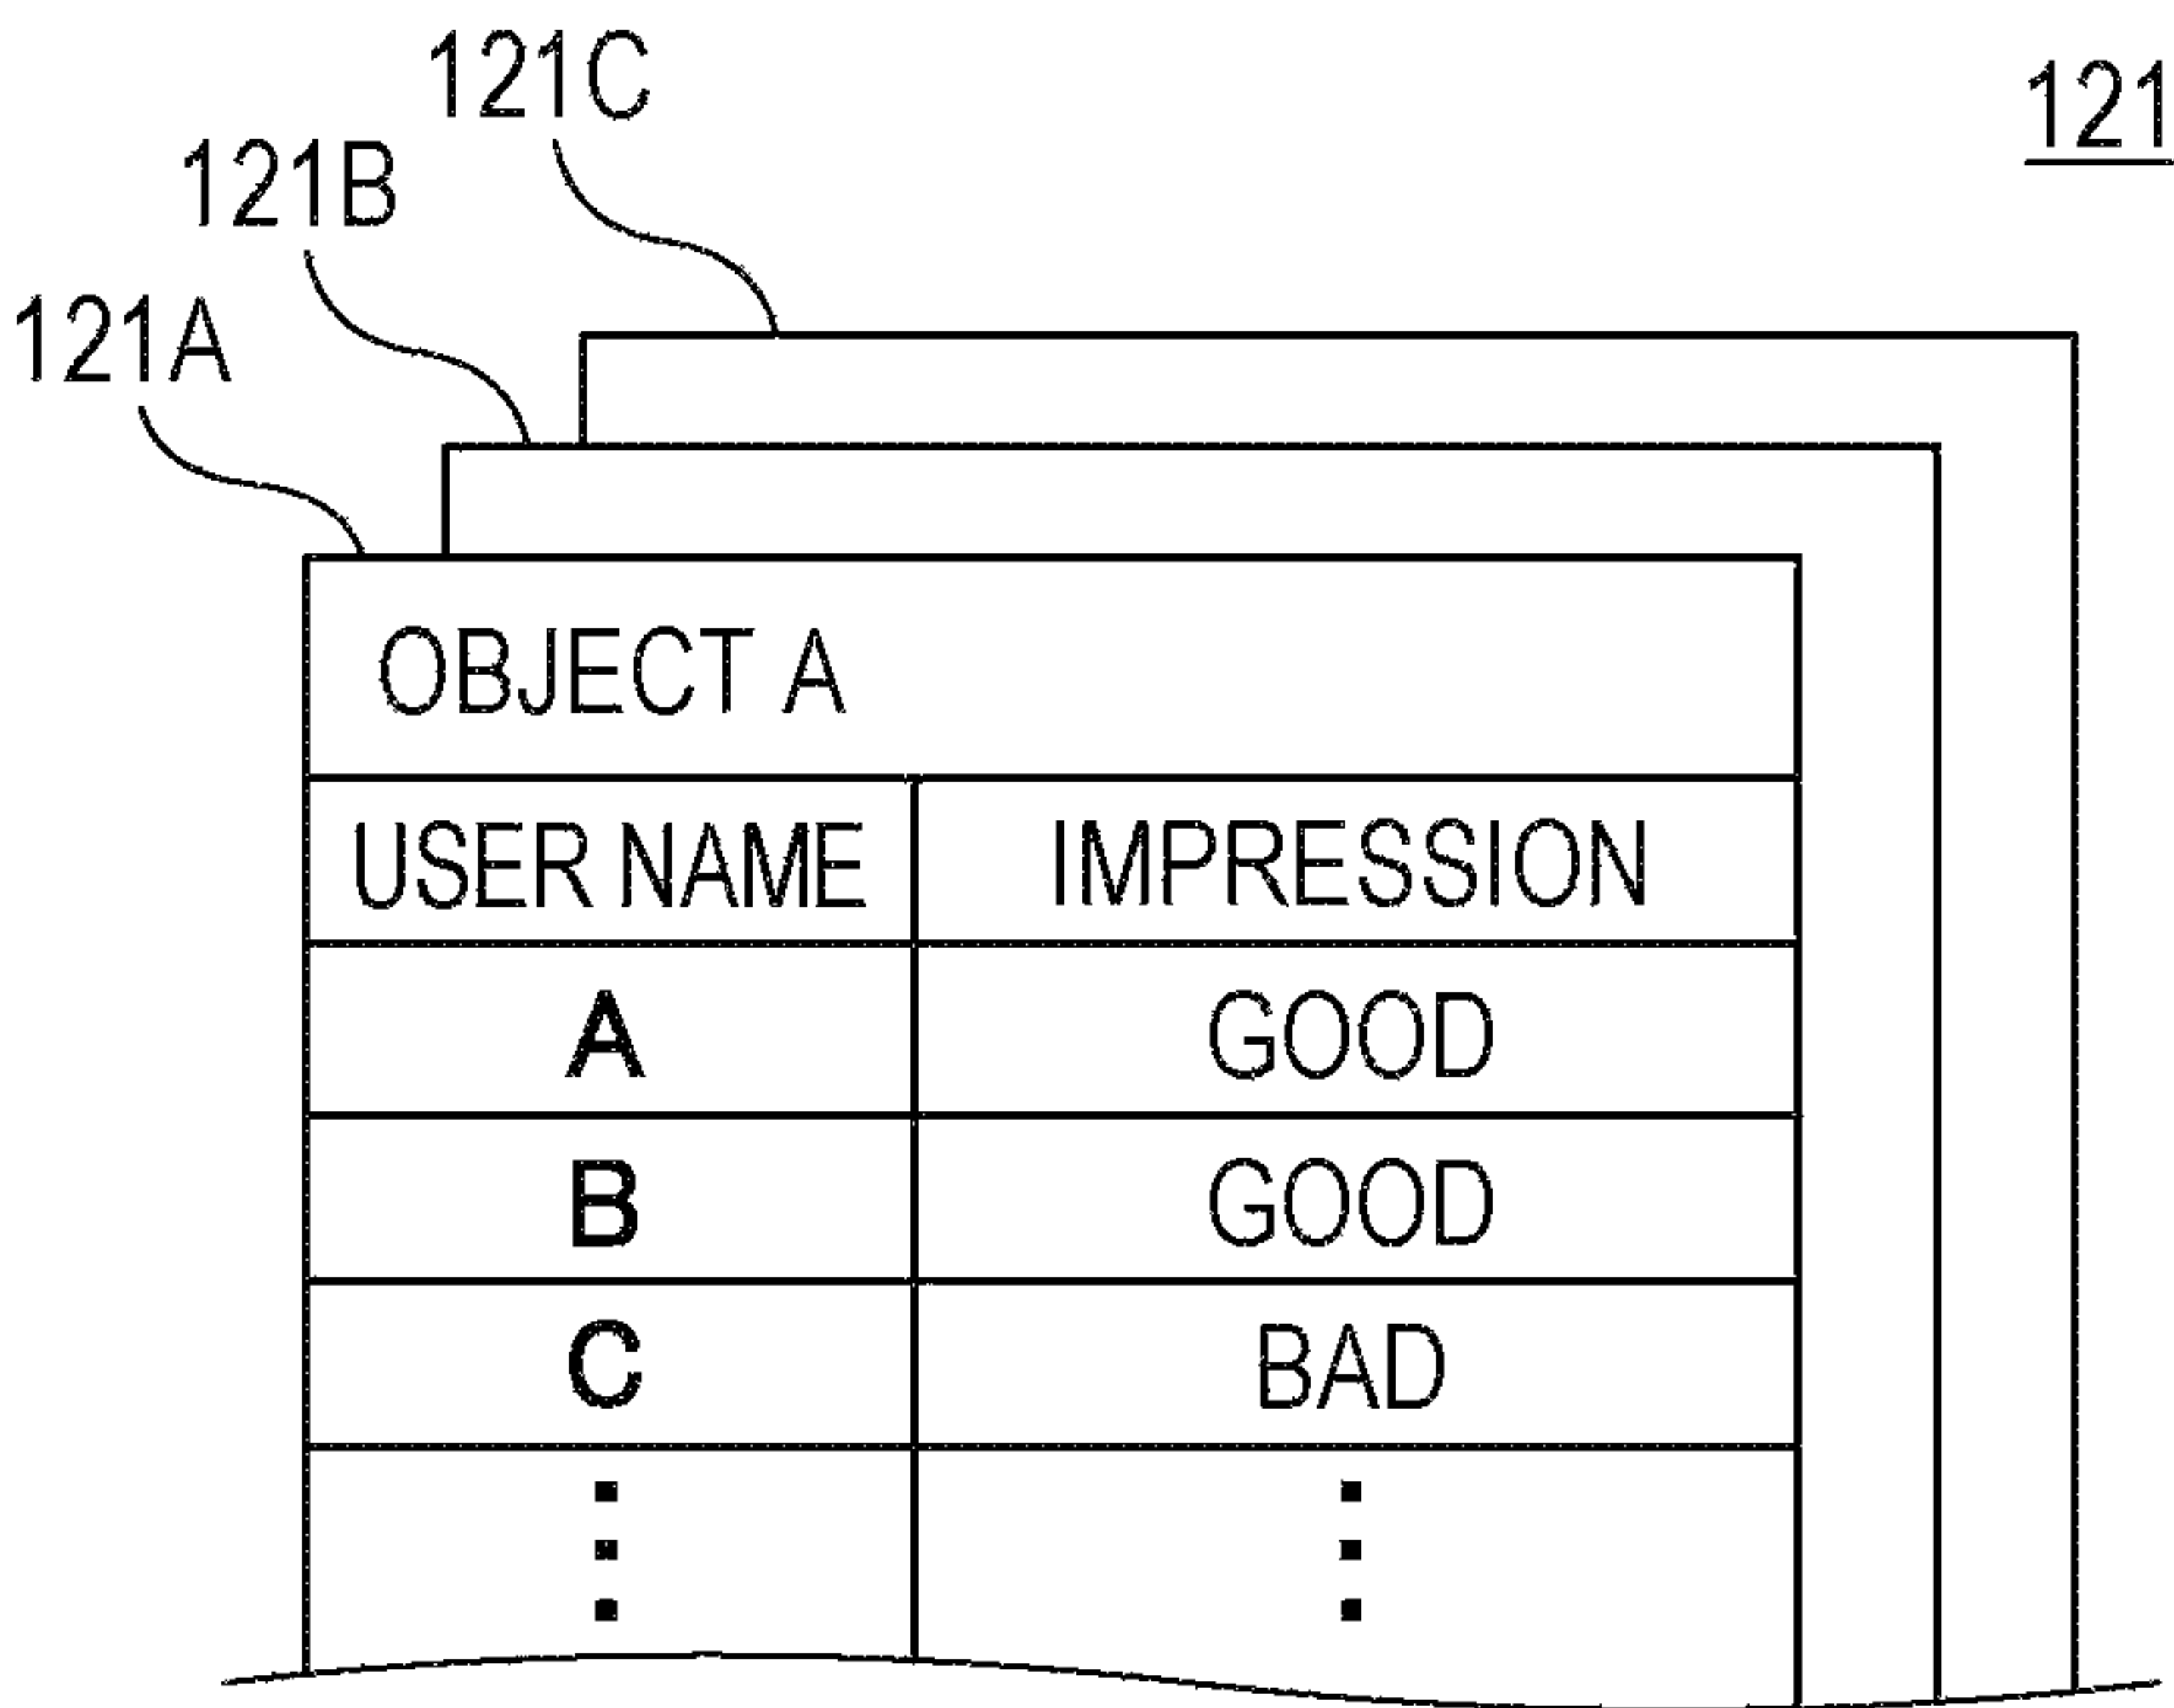 121C
121
121B
121A
OBJECT A
USER NAME IMPRESSION
A GOOD
B GOOD
C BAD